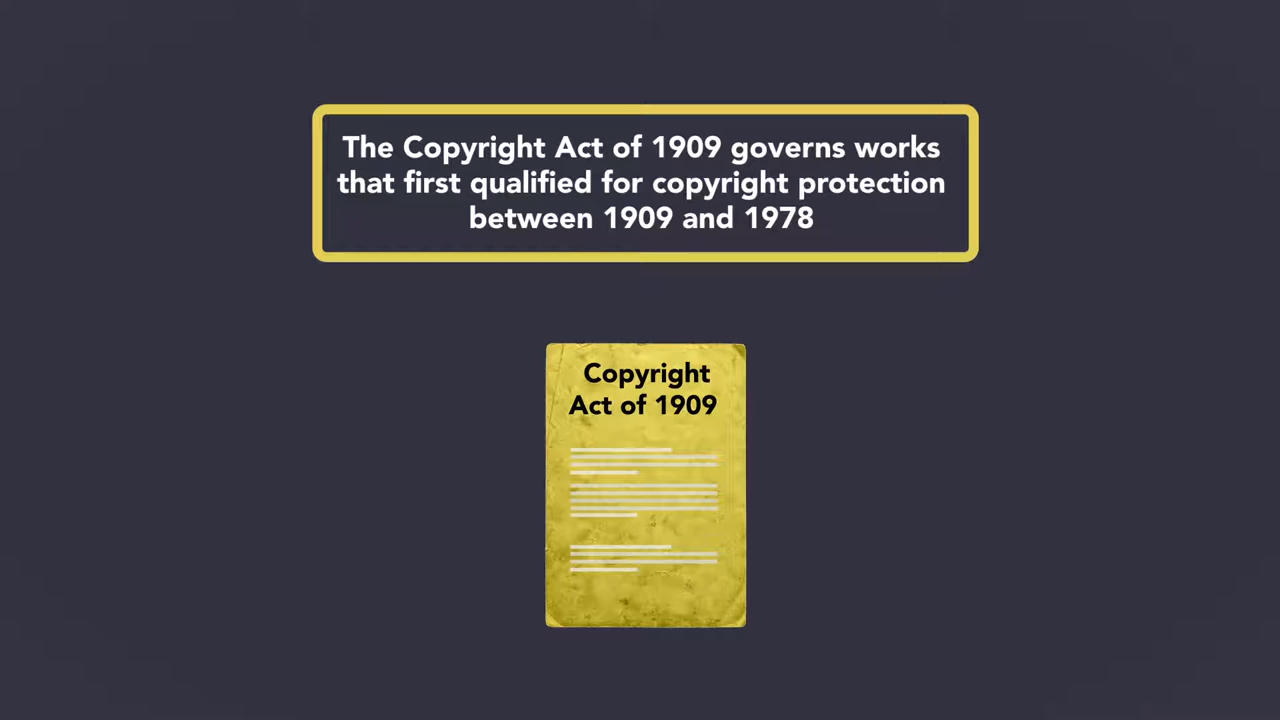 The Copyright Act of 1909 governs works
that first qualified for copyright protection
between 1909 and 1978
Copyright
Act of 1909